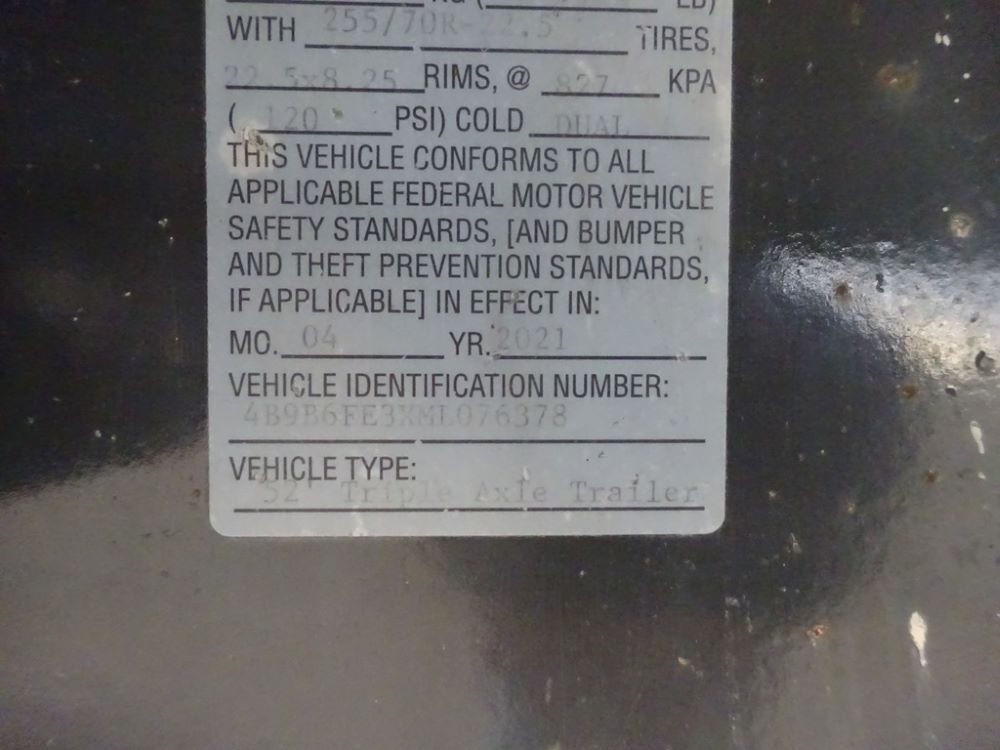 KG ( LB)
WITH 255/70R-22.5 TIRES,
22.5x8.25 RIMS, @ 827 KPA
( 120 PSI) COLD DUAL
THIS VEHICLE CONFORMS TO ALL
APPLICABLE FEDERAL MOTOR VEHICLE
SAFETY STANDARDS, [AND BUMPER
AND THEFT PREVENTION STANDARDS,
IF APPLICABLE] IN EFFECT IN:
MO. 04 YR. 2021
VEHICLE IDENTIFICATION NUMBER:
4B9B6FE3XML076378
VEHICLE TYPE:
52' Triple Axle Trailer